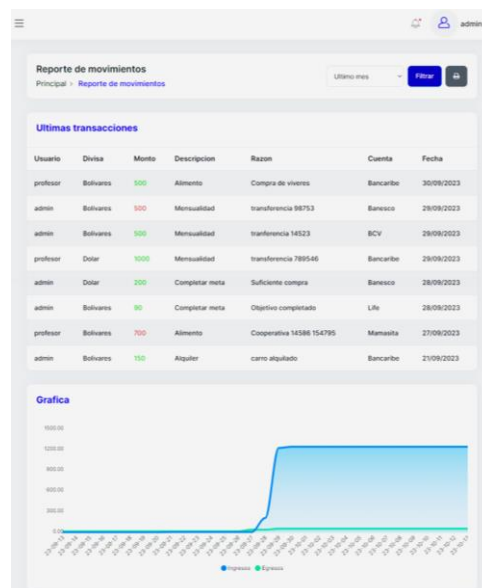 admin
Reporte de movimientos
Ultimo mes
Filtrar
Principal > Reporte de movimientos
Ultimas transacciones
Usuario Divisa Monto Descripcion Razon Cuenta Fecha
profesor Bolivares 500 Alimento Compra de viveres Bancaribe 30/09/2023
admin Bolivares 500 Mensualidad transferencia 98753 Banesco 29/09/2023
admin Bolivares 500 Mensualidad tranferencia 14523 BCV 29/09/2023
profesor Dolar 1000 Mensualidad transferencia 789546 Bancaribe 29/09/2023
admin Dolar 200 Completar meta Suficiente compra Banesco 28/09/2023
admin Bolivares 90 Completar meta Objetivo completado Life 28/09/2023
profesor Bolivares 700 Alimento Cooperativa 14586 154795 Mamasita 27/09/2023
admin Bolivares 150 Alquiler carro alquilado Bancaribe 21/09/2023
Grafica
1500.00
1200.00
900.00
600.00
300.00
0.00
Ingresos Egresos